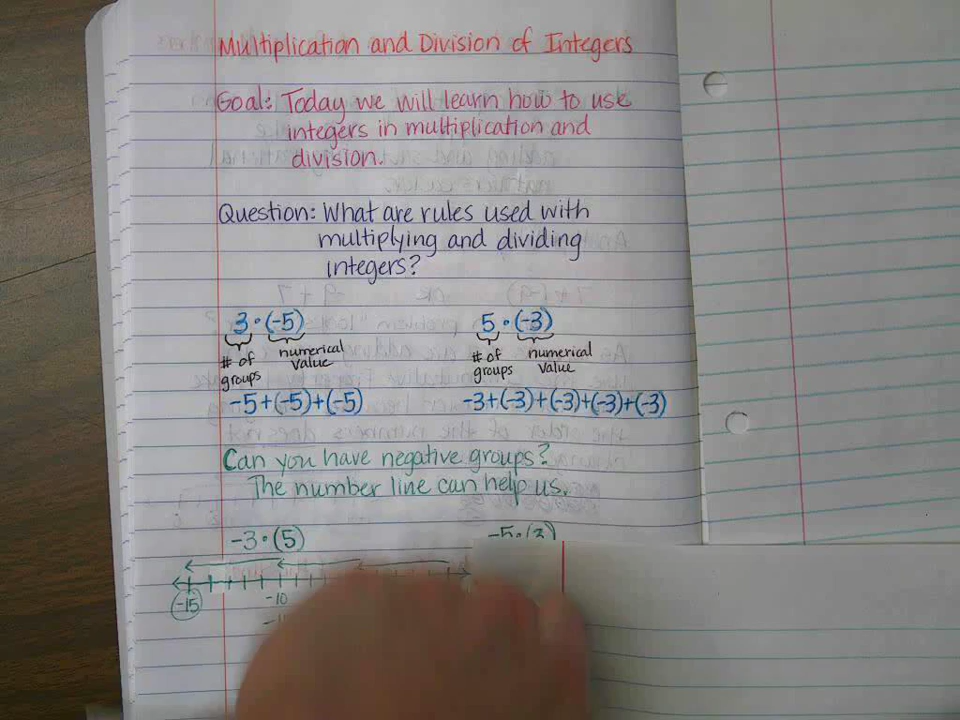 Multiplication and Division of Integers
Goal: Today we will learn how to use
integers in multiplication and
division.
Question: What are rules used with
multiplying and dividing
integers?
3 • (-5) 5 • (-3)
# of groups numerical value # of groups numerical value
-5+(-5)+(-5) -3+(-3)+(-3)+(-3)+(-3)
Can you have negative groups?
The number line can help us.
-3 • (5) -5 • (3)
-15 -10